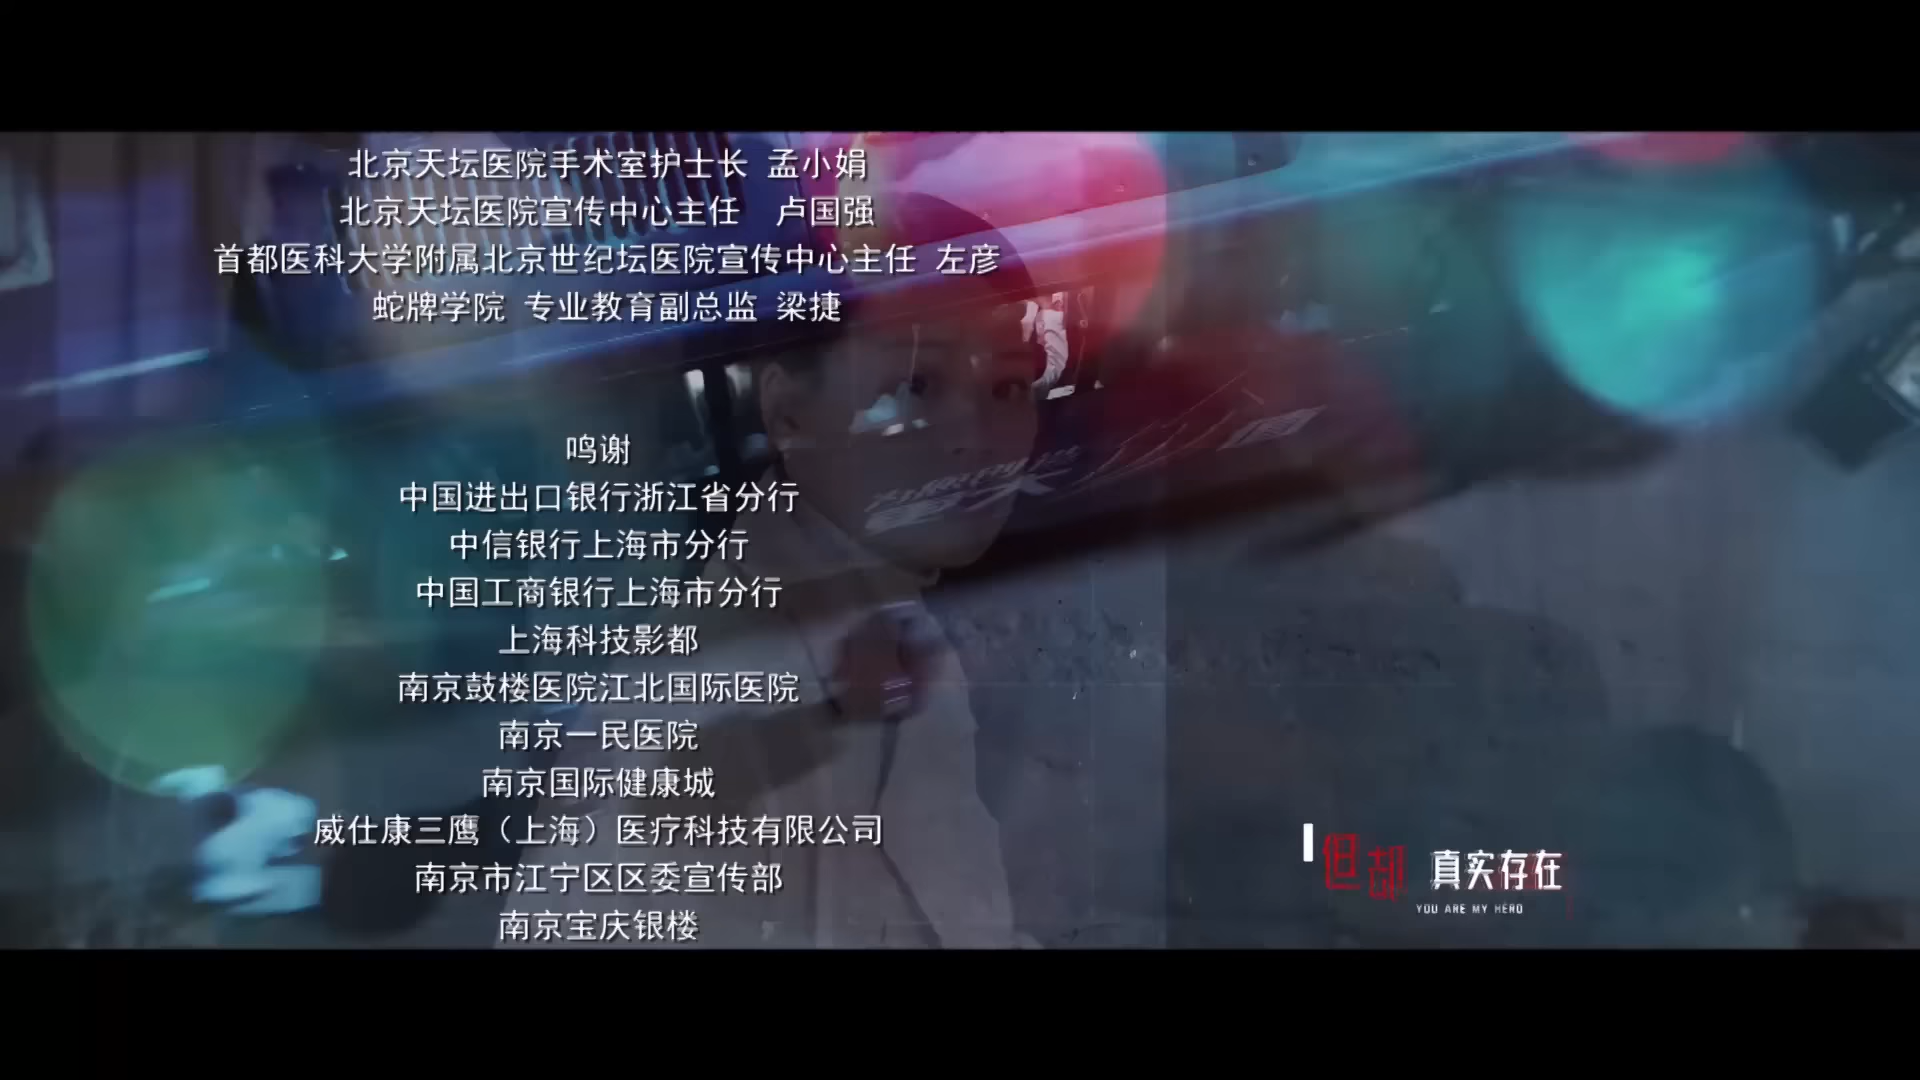 北京天坛医院手术室护士长 孟小娟
北京天坛医院宣传中心主任 卢国强
首都医科大学附属北京世纪坛医院宣传中心主任 左彦
蛇牌学院 专业教育副总监 梁捷
鸣谢
中国进出口银行浙江省分行
中信银行上海市分行
中国工商银行上海市分行
上海科技影都
南京鼓楼医院江北国际医院
南京一民医院
南京国际健康城
威仕康三鹰（上海）医疗科技有限公司
南京市江宁区区委宣传部
南京宝庆银楼
但却 真实存在
YOU ARE MY HERO